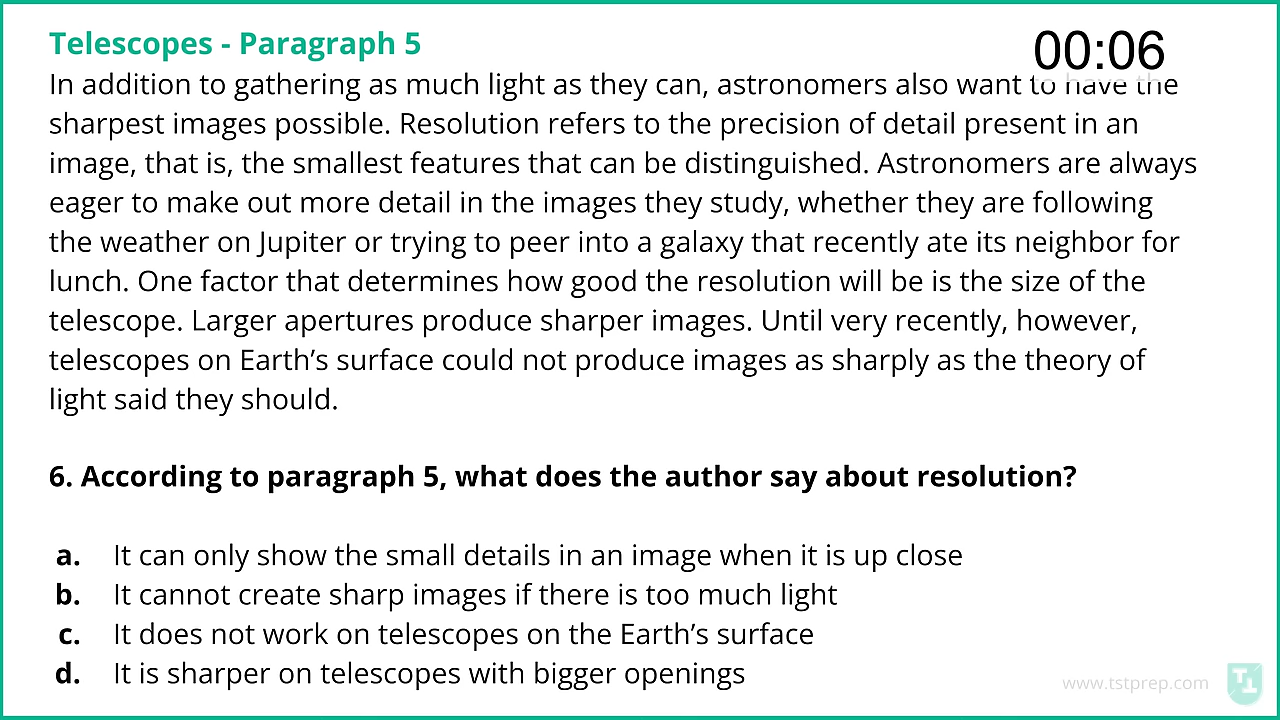 Telescopes - Paragraph 5
00:06
In addition to gathering as much light as they can, astronomers also want to have the
sharpest images possible. Resolution refers to the precision of detail present in an
image, that is, the smallest features that can be distinguished. Astronomers are always
eager to make out more detail in the images they study, whether they are following
the weather on Jupiter or trying to peer into a galaxy that recently ate its neighbor for
lunch. One factor that determines how good the resolution will be is the size of the
telescope. Larger apertures produce sharper images. Until very recently, however,
telescopes on Earth’s surface could not produce images as sharply as the theory of
light said they should.
6. According to paragraph 5, what does the author say about resolution?
a. It can only show the small details in an image when it is up close
b. It cannot create sharp images if there is too much light
c. It does not work on telescopes on the Earth’s surface
d. It is sharper on telescopes with bigger openings
www.tstprep.com